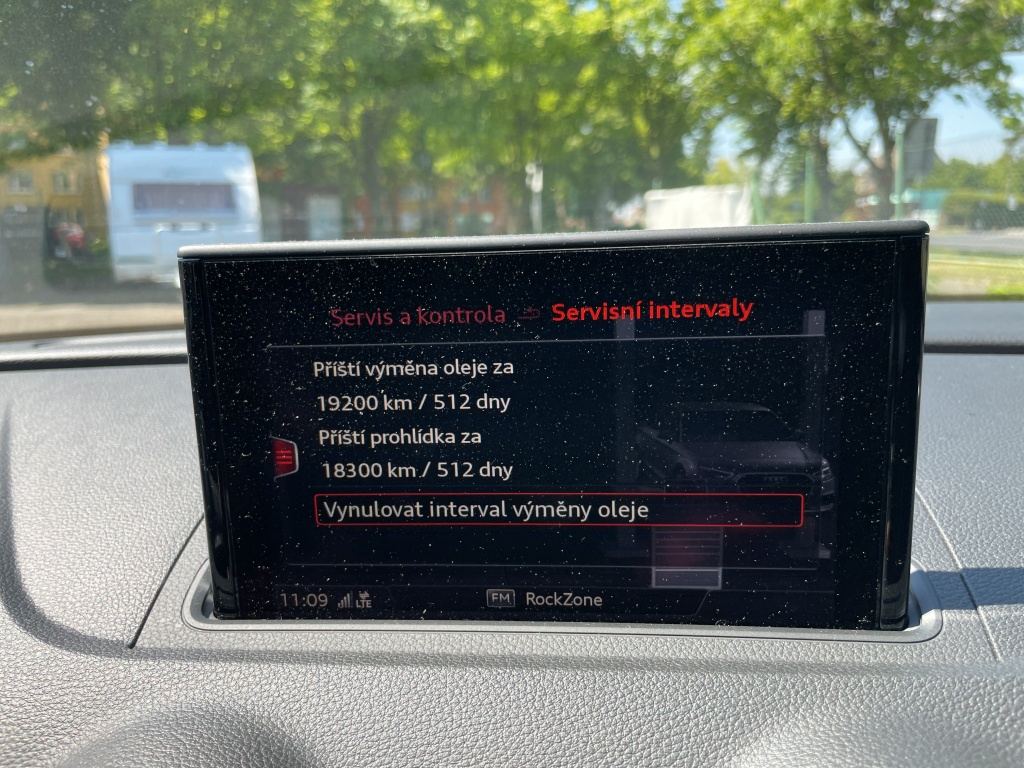 Servis a kontrola Servisní intervaly
Příští výměna oleje za
19200 km / 512 dny
Příští prohlídka za
18300 km / 512 dny
Vynulovat interval výměny oleje
11:09 LTE FM RockZone